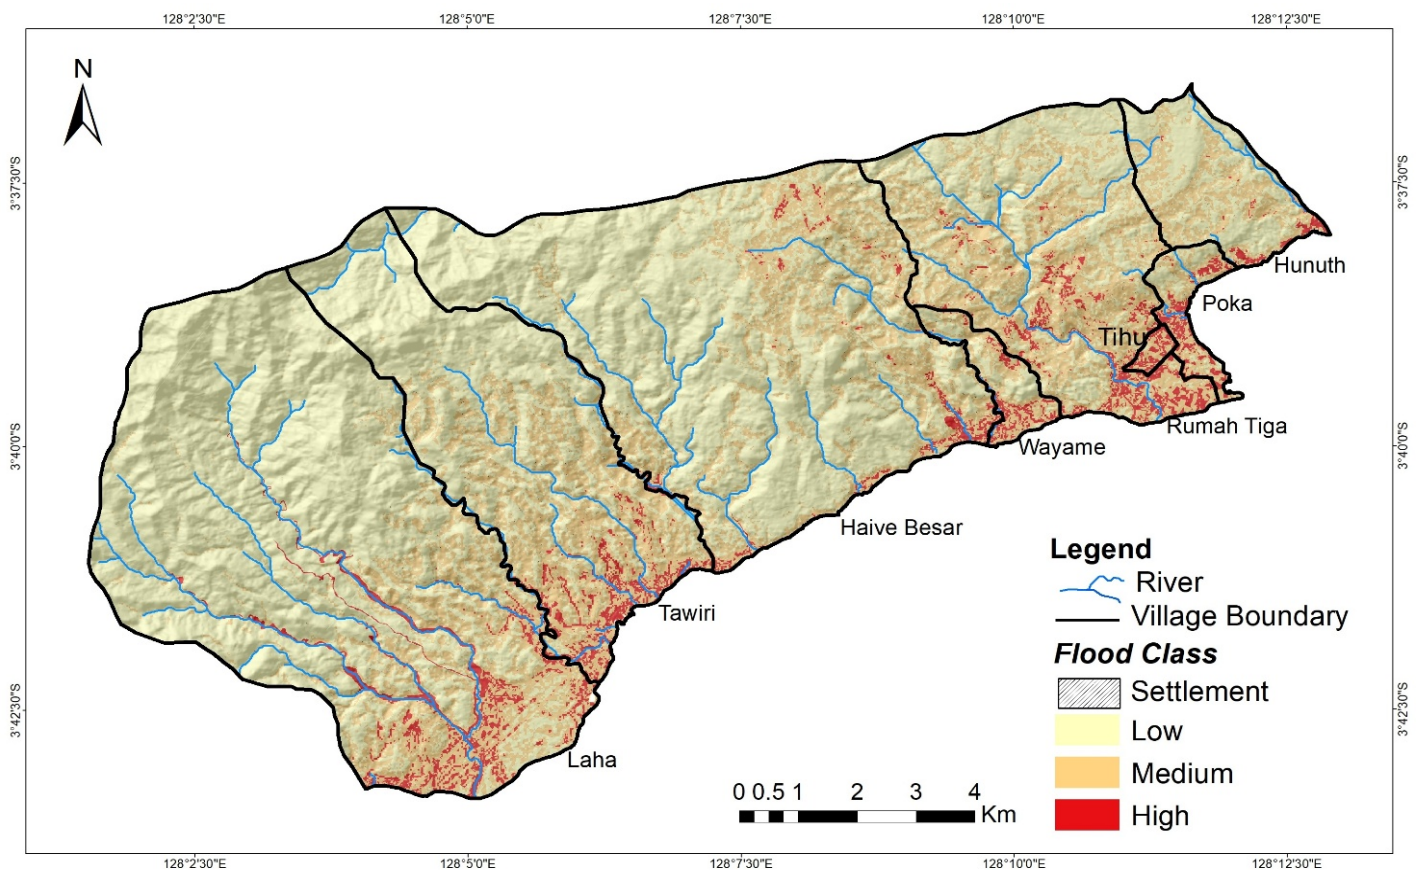 128°2'30"E 128°5'0"E 128°7'30"E 128°10'0"E 128°12'30"E
N
3°37'30"S
3°37'30"S
Hunuth
Poka
Tihu
Rumah Tiga
Wayame
3°40'0"S
3°40'0"S
Haive Besar
Tawiri
Laha
3°42'30"S
3°42'30"S
Legend
River
Village Boundary
Flood Class
Settlement
Low
Medium
High
0 0.5 1 2 3 4
Km
128°2'30"E 128°5'0"E 128°7'30"E 128°10'0"E 128°12'30"E